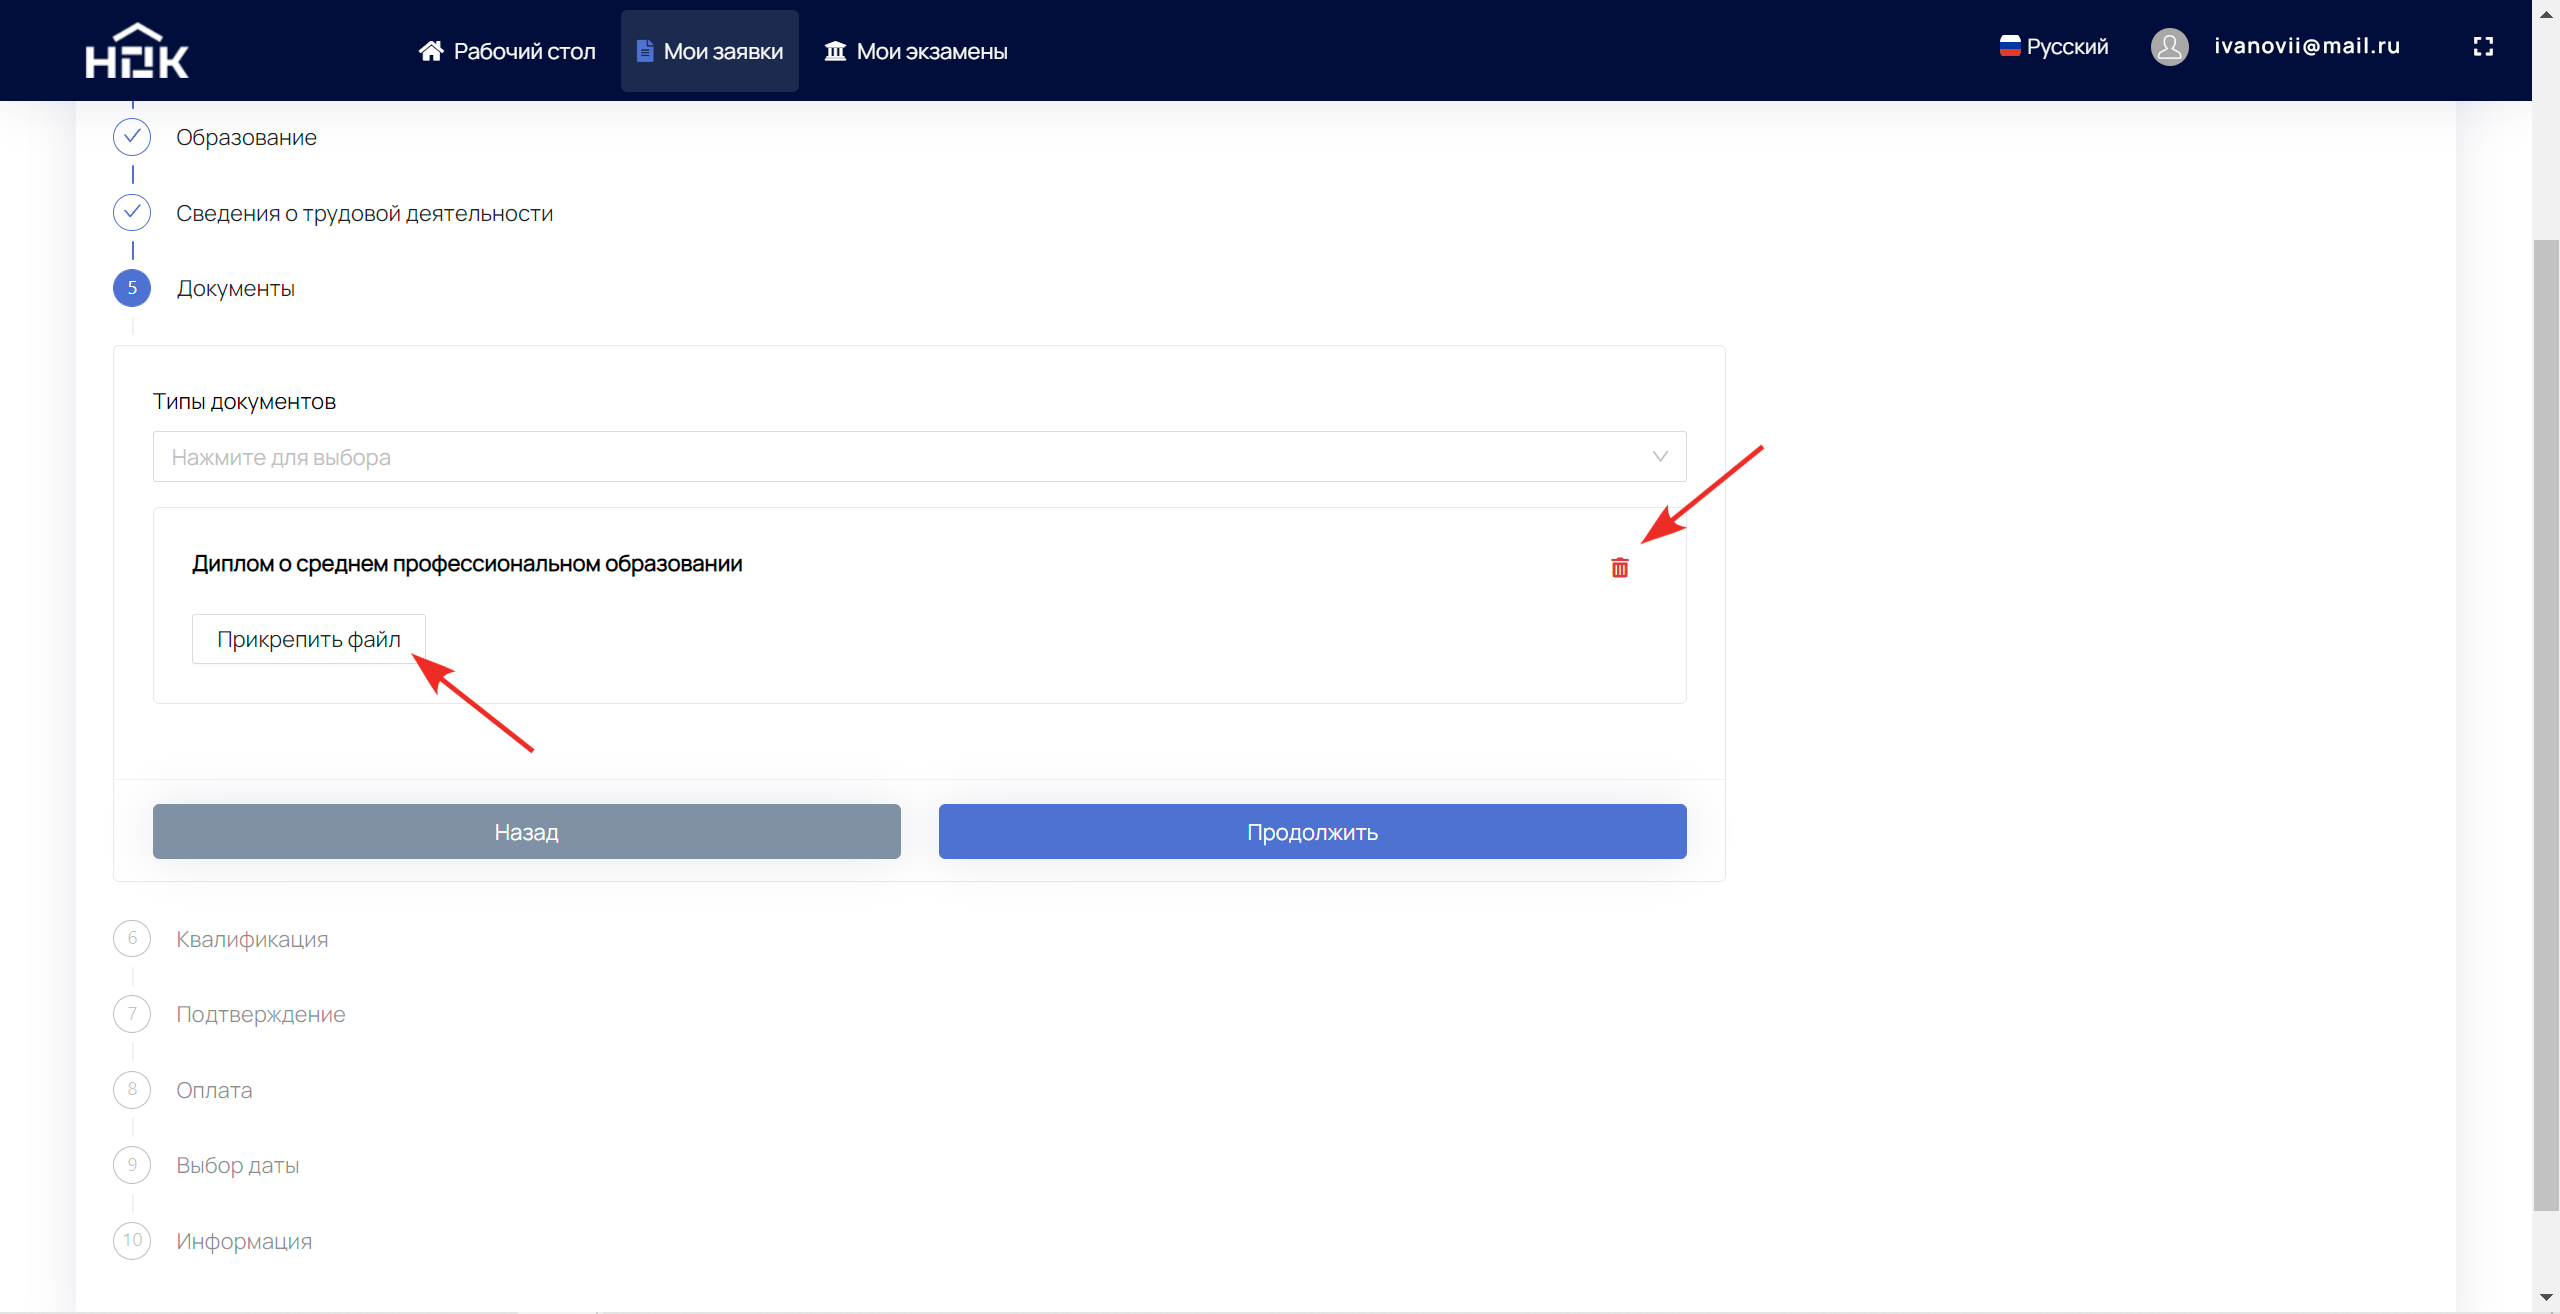 НОК
Рабочий стол
Мои заявки
Мои экзамены
Русский
ivanovii@mail.ru
Образование
Сведения о трудовой деятельности
5 Документы
Типы документов
Нажмите для выбора
Диплом о среднем профессиональном образовании
Прикрепить файл
Назад
Продолжить
6 Квалификация
7 Подтверждение
8 Оплата
9 Выбор даты
10 Информация